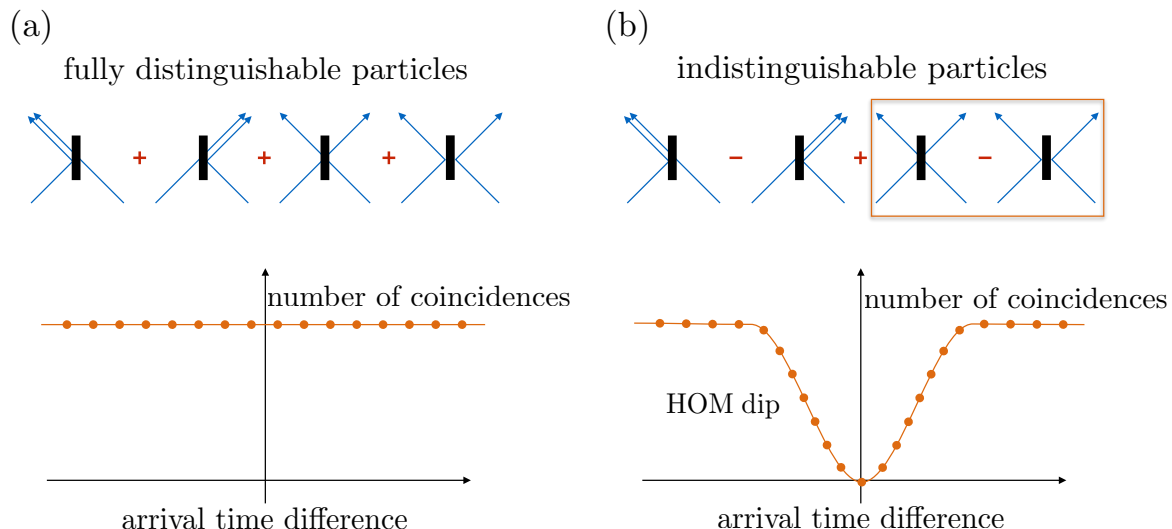 (a)
fully distinguishable particles
+ + +
number of coincidences
arrival time difference
(b)
indistinguishable particles
− + −
number of coincidences
HOM dip
arrival time difference